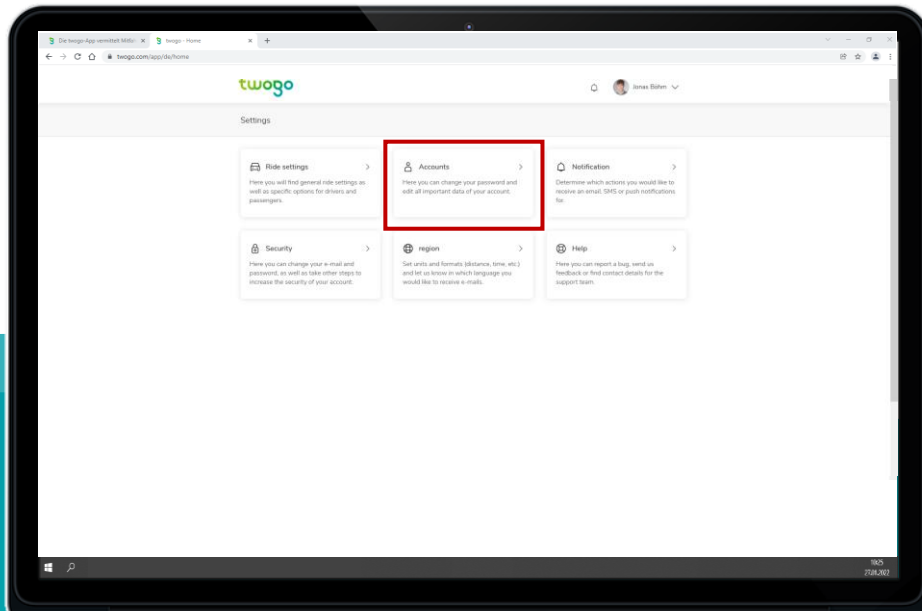 Die twogo-App vermittelt Mitfah
twogo - Home
twogo.com/app/de/home
twogo
Jonas Böhm
Settings
Ride settings
Here you will find general ride settings as
well as specific options for drivers and
passengers.
Accounts
Here you can change your password and
edit all important data of your account.
Notification
Determine which actions you would like to
receive an email, SMS or push notifications
for.
Security
Here you can change your e-mail and
password, as well as take other steps to
increase the security of your account.
region
Set units and formats (distance, time, etc.)
and let us know in which language you
would like to receive e-mails.
Help
Here you can report a bug, send us
feedback or find contact details for the
support team.
27.04.2022